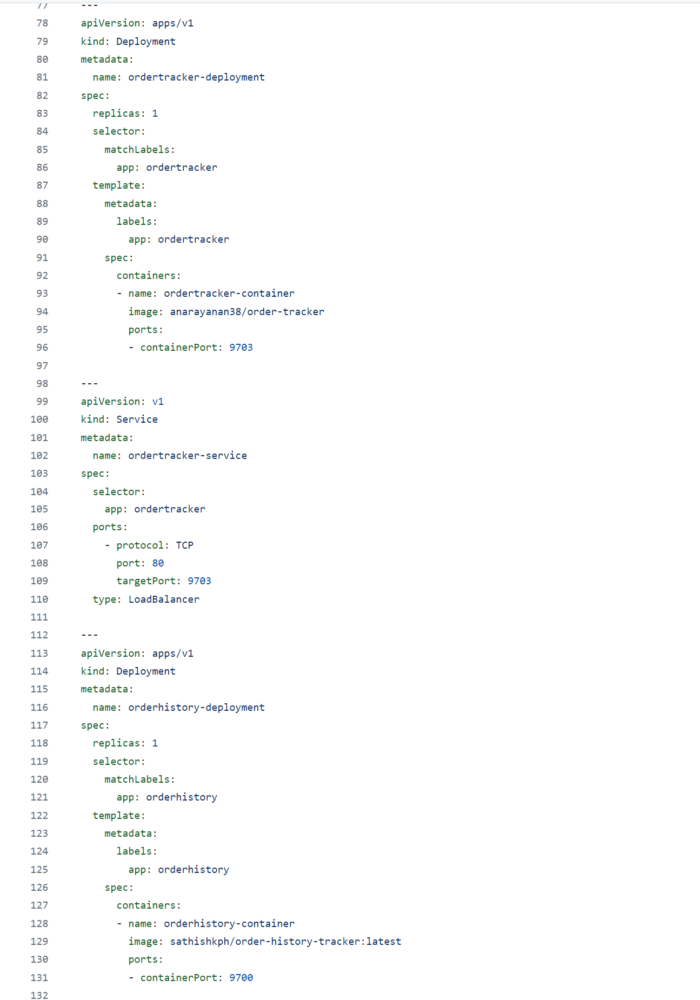 77 ---
78 apiVersion: apps/v1
79 kind: Deployment
80 metadata:
81   name: ordertracker-deployment
82 spec:
83   replicas: 1
84   selector:
85     matchLabels:
86       app: ordertracker
87   template:
88     metadata:
89       labels:
90         app: ordertracker
91     spec:
92       containers:
93       - name: ordertracker-container
94         image: anarayanan38/order-tracker
95         ports:
96         - containerPort: 9703
97
98 ---
99 apiVersion: v1
100 kind: Service
101 metadata:
102   name: ordertracker-service
103 spec:
104   selector:
105     app: ordertracker
106   ports:
107     - protocol: TCP
108       port: 80
109       targetPort: 9703
110   type: LoadBalancer
111
112 ---
113 apiVersion: apps/v1
114 kind: Deployment
115 metadata:
116   name: orderhistory-deployment
117 spec:
118   replicas: 1
119   selector:
120     matchLabels:
121       app: orderhistory
122   template:
123     metadata:
124       labels:
125         app: orderhistory
126     spec:
127       containers:
128       - name: orderhistory-container
129         image: sathishkph/order-history-tracker:latest
130         ports:
131         - containerPort: 9700
132